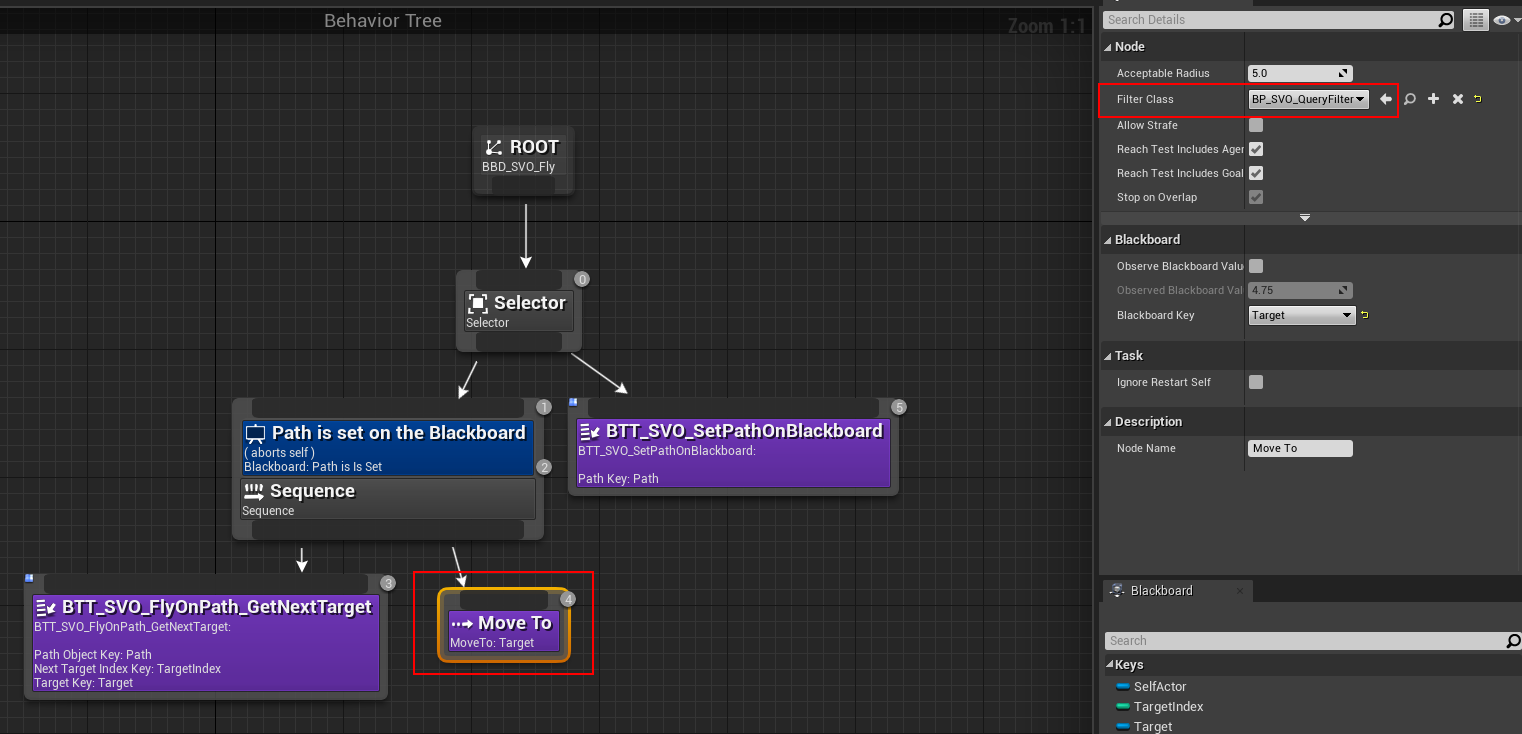 Behavior Tree
Zoom 1:1
ROOT
BBD_SVO_Fly
0
Selector
Selector
1
Path is set on the Blackboard
( aborts self )
Blackboard: Path is Is Set
2
Sequence
Sequence
5
BTT_SVO_SetPathOnBlackboard
BTT_SVO_SetPathOnBlackboard:
Path Key: Path
3
BTT_SVO_FlyOnPath_GetNextTarget
BTT_SVO_FlyOnPath_GetNextTarget:
Path Object Key: Path
Next Target Index Key: TargetIndex
Target Key: Target
4
Move To
MoveTo: Target
Search Details
Node
Acceptable Radius 5.0
Filter Class BP_SVO_QueryFilter
Allow Strafe
Reach Test Includes Agen
Reach Test Includes Goal
Stop on Overlap
Blackboard
Observe Blackboard Valu
Observed Blackboard Val 4.75
Blackboard Key Target
Task
Ignore Restart Self
Description
Node Name Move To
Blackboard
Search
Keys
SelfActor
TargetIndex
Target